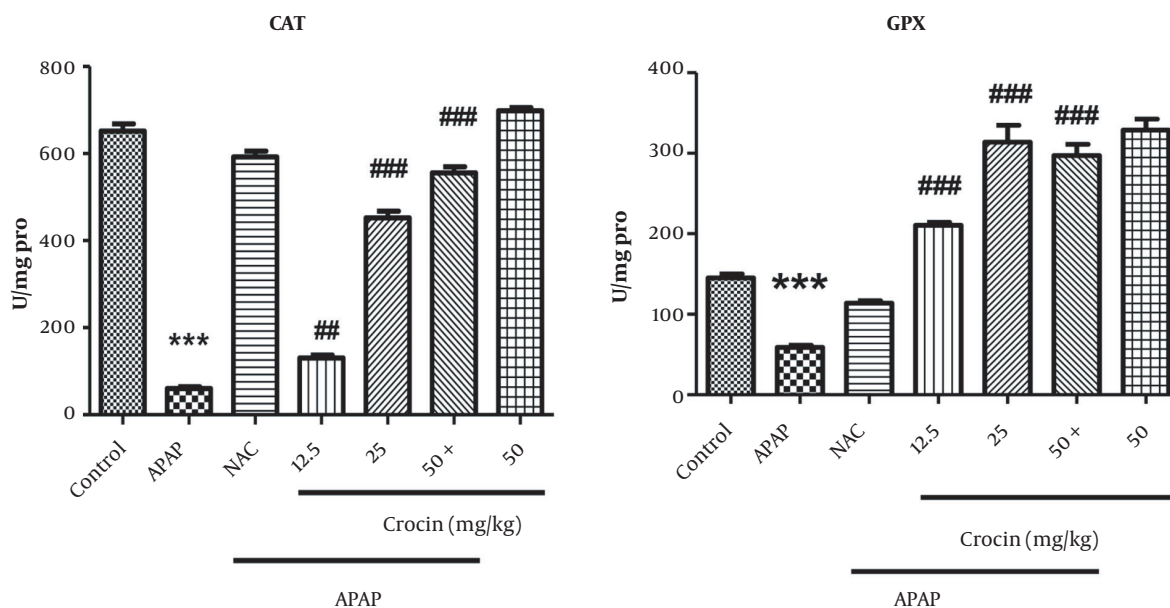 CAT
U/mg pro
800
600
400
200
0
***
##
###
###
Control
APAP
NAC
12.5
25
50 +
50
Crocin (mg/kg)
APAP
GPX
U/mg pro
400
300
200
100
0
***
###
###
###
Control
APAP
NAC
12.5
25
50 +
50
Crocin (mg/kg)
APAP